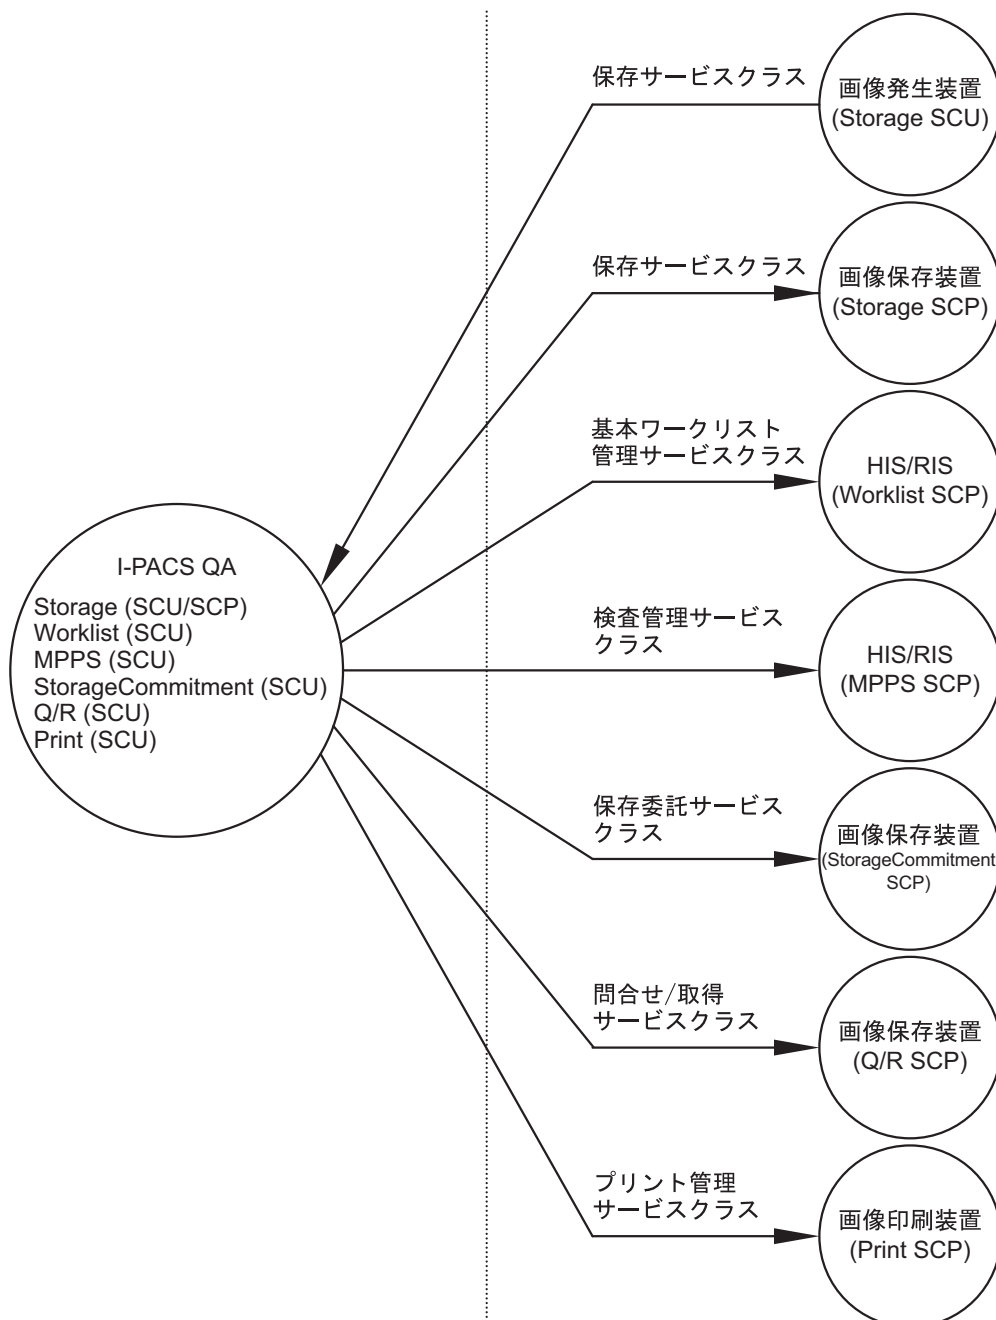 保存サービスクラス
画像発生装置
(Storage SCU)
保存サービスクラス
画像保存装置
(Storage SCP)
基本ワークリスト
管理サービスクラス
HIS/RIS
(Worklist SCP)
I-PACS QA
Storage (SCU/SCP)
Worklist (SCU)
MPPS (SCU)
StorageCommitment (SCU)
Q/R (SCU)
Print (SCU)
検査管理サービス
クラス
HIS/RIS
(MPPS SCP)
保存委託サービス
クラス
画像保存装置
(StorageCommitment
SCP)
問合せ/取得
サービスクラス
画像保存装置
(Q/R SCP)
プリント管理
サービスクラス
画像印刷装置
(Print SCP)